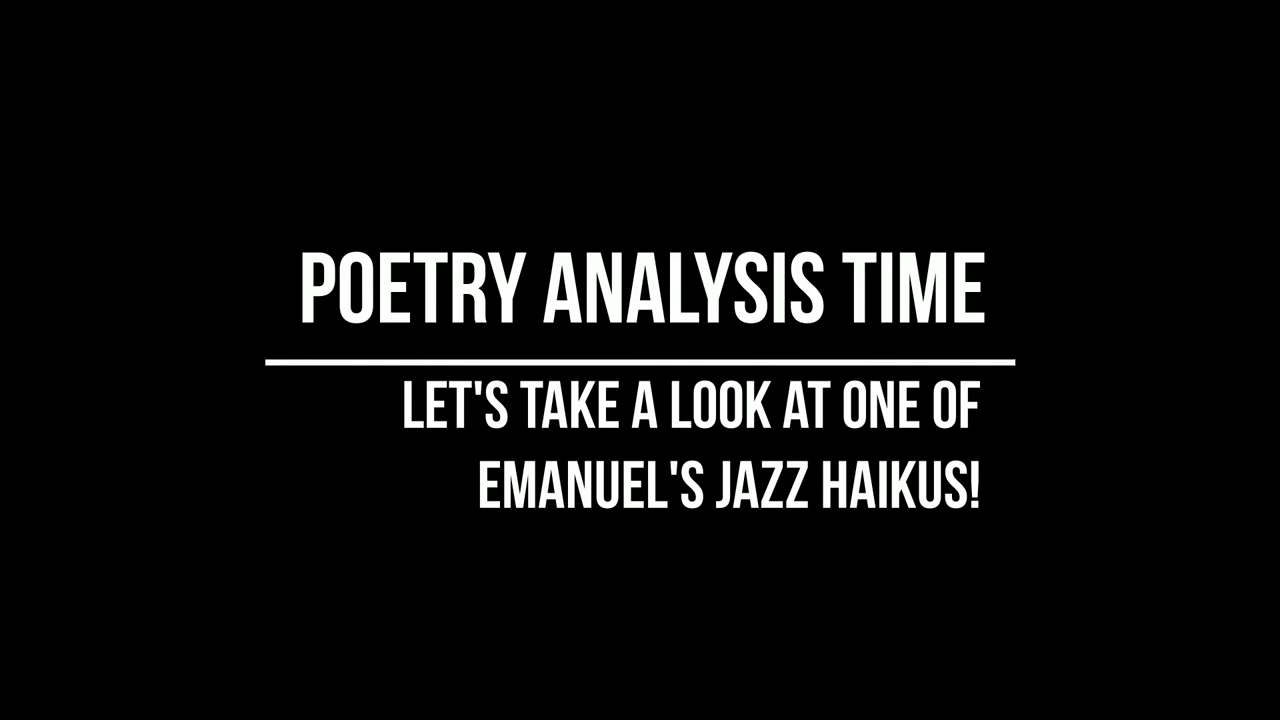 POETRY ANALYSIS TIME
LET'S TAKE A LOOK AT ONE OF
EMANUEL'S JAZZ HAIKUS!